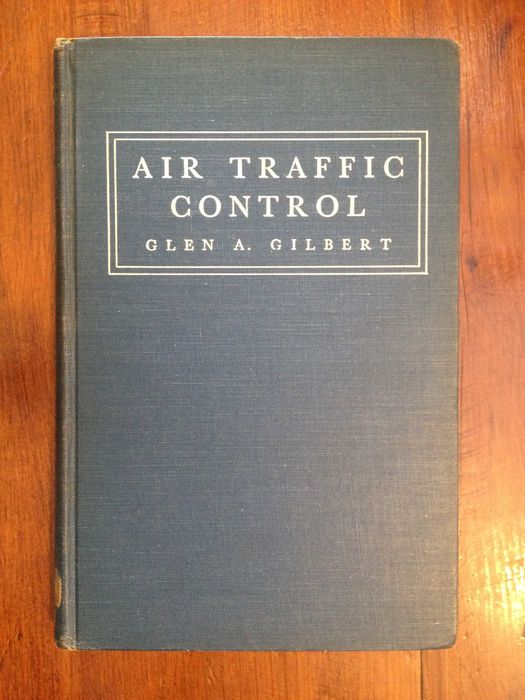 AIR TRAFFIC
CONTROL
GLEN A. GILBERT